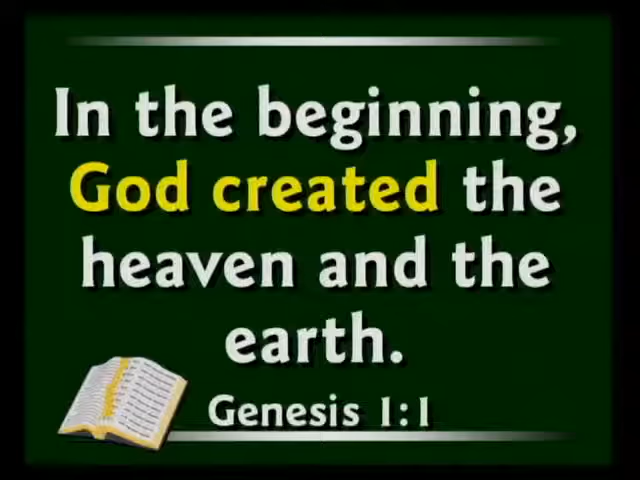 In the beginning,
God created the
heaven and the
earth.
Genesis 1:1